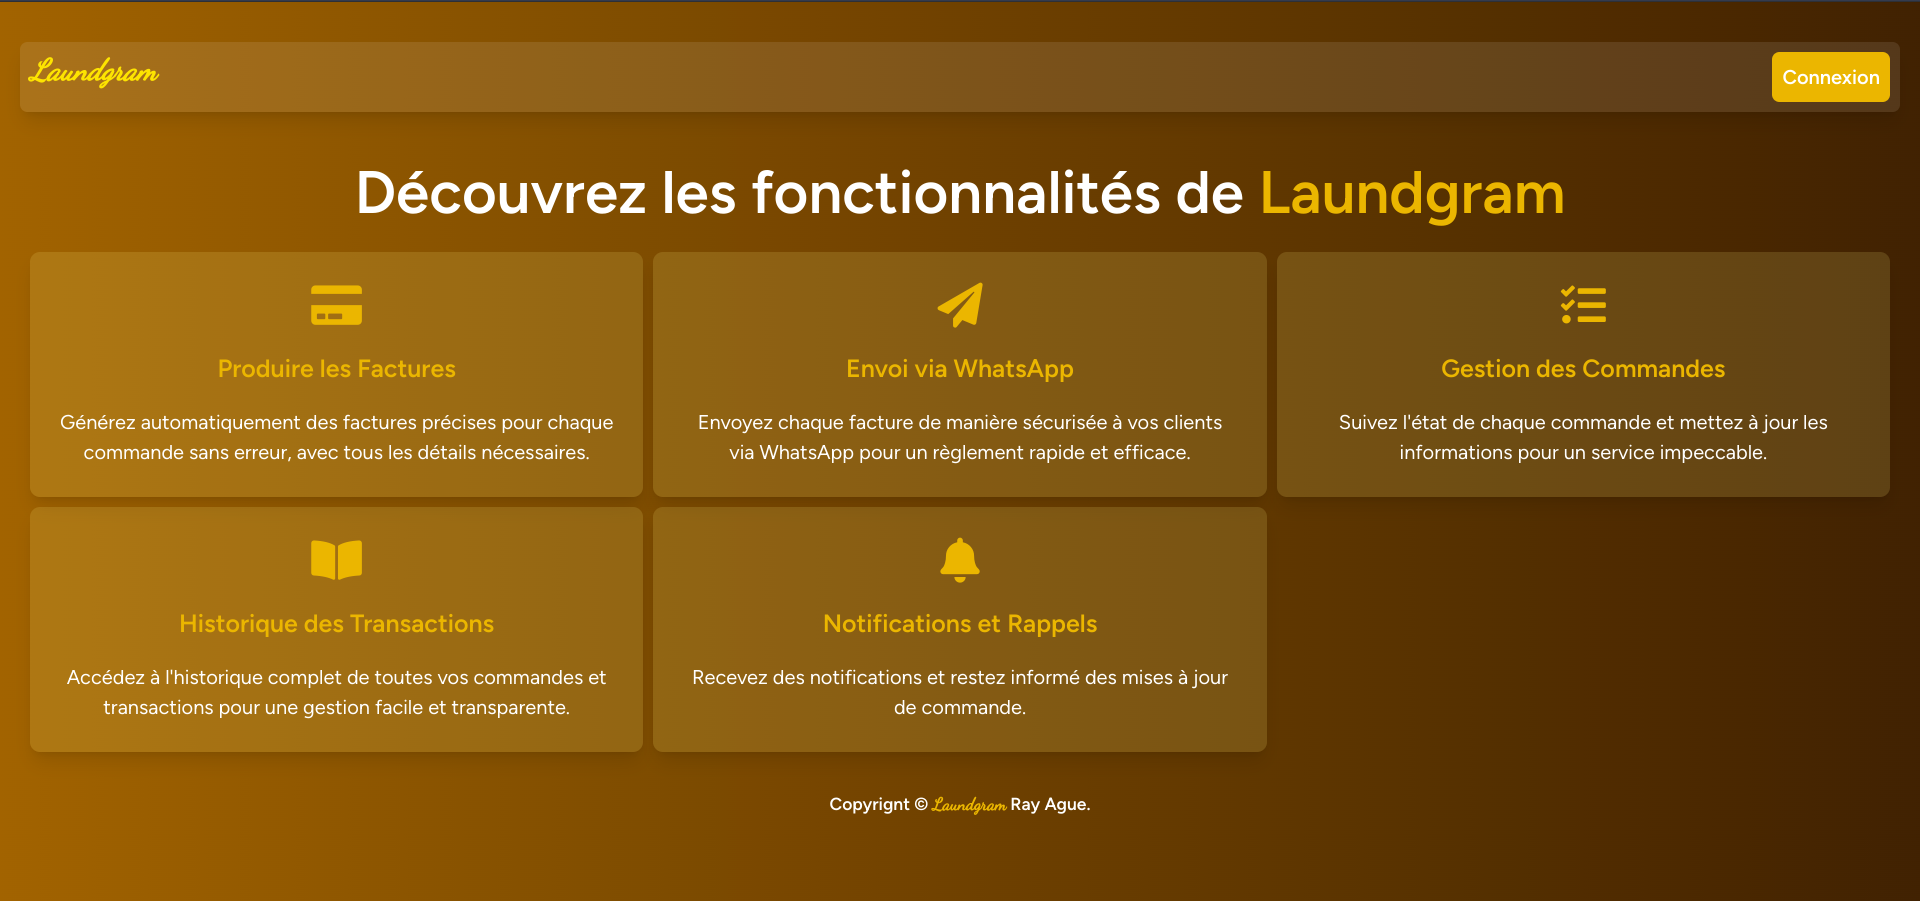 Laundgram
Connexion
Découvrez les fonctionnalités de Laundgram
Produire les Factures
Générez automatiquement des factures précises pour chaque
commande sans erreur, avec tous les détails nécessaires.
Envoi via WhatsApp
Envoyez chaque facture de manière sécurisée à vos clients
via WhatsApp pour un règlement rapide et efficace.
Gestion des Commandes
Suivez l'état de chaque commande et mettez à jour les
informations pour un service impeccable.
Historique des Transactions
Accédez à l'historique complet de toutes vos commandes et
transactions pour une gestion facile et transparente.
Notifications et Rappels
Recevez des notifications et restez informé des mises à jour
de commande.
Copyrignt © Laundgram Ray Ague.